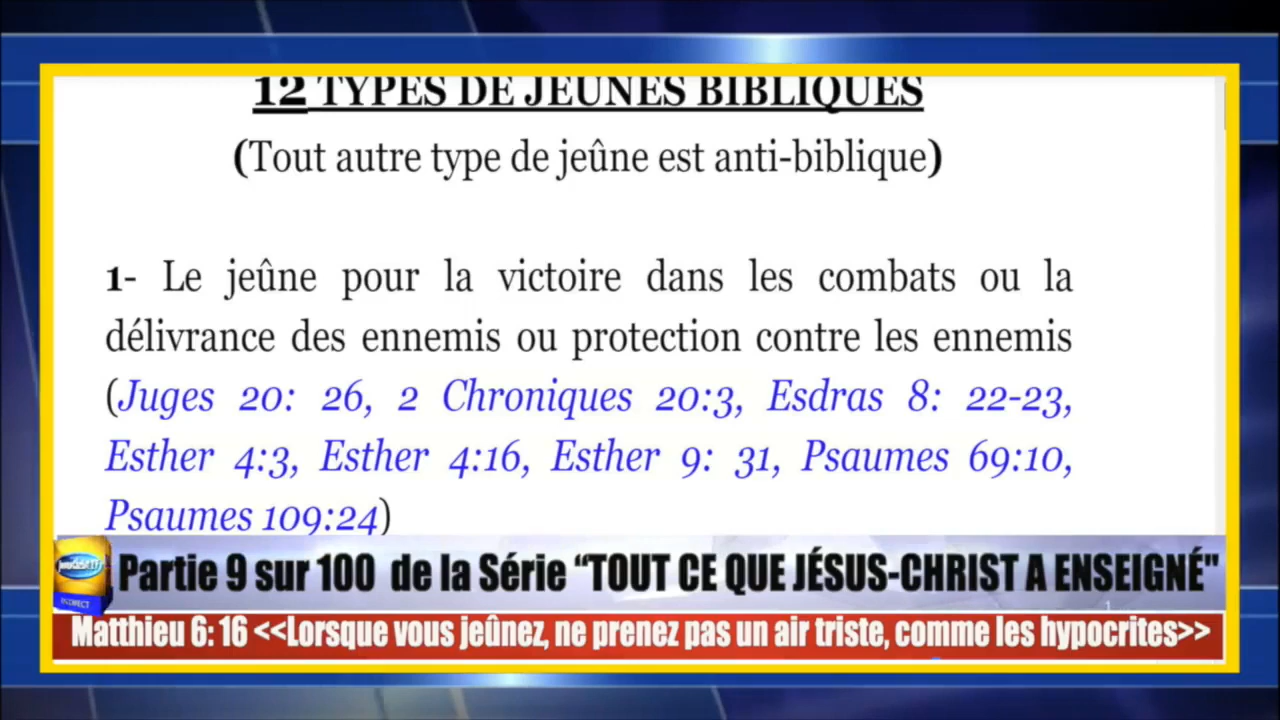 12 TYPES DE JEUNES BIBLIQUES
(Tout autre type de jeûne est anti-biblique)
1- Le jeûne pour la victoire dans les combats ou la
délivrance des ennemis ou protection contre les ennemis
(Juges 20: 26, 2 Chroniques 20:3, Esdras 8: 22-23,
Esther 4:3, Esther 4:16, Esther 9: 31, Psaumes 69:10,
Psaumes 109:24)
Partie 9 sur 100 de la Série “TOUT CE QUE JÉSUS-CHRIST A ENSEIGNÉ"
Matthieu 6: 16 <<Lorsque vous jeûnez, ne prenez pas un air triste, comme les hypocrites>>